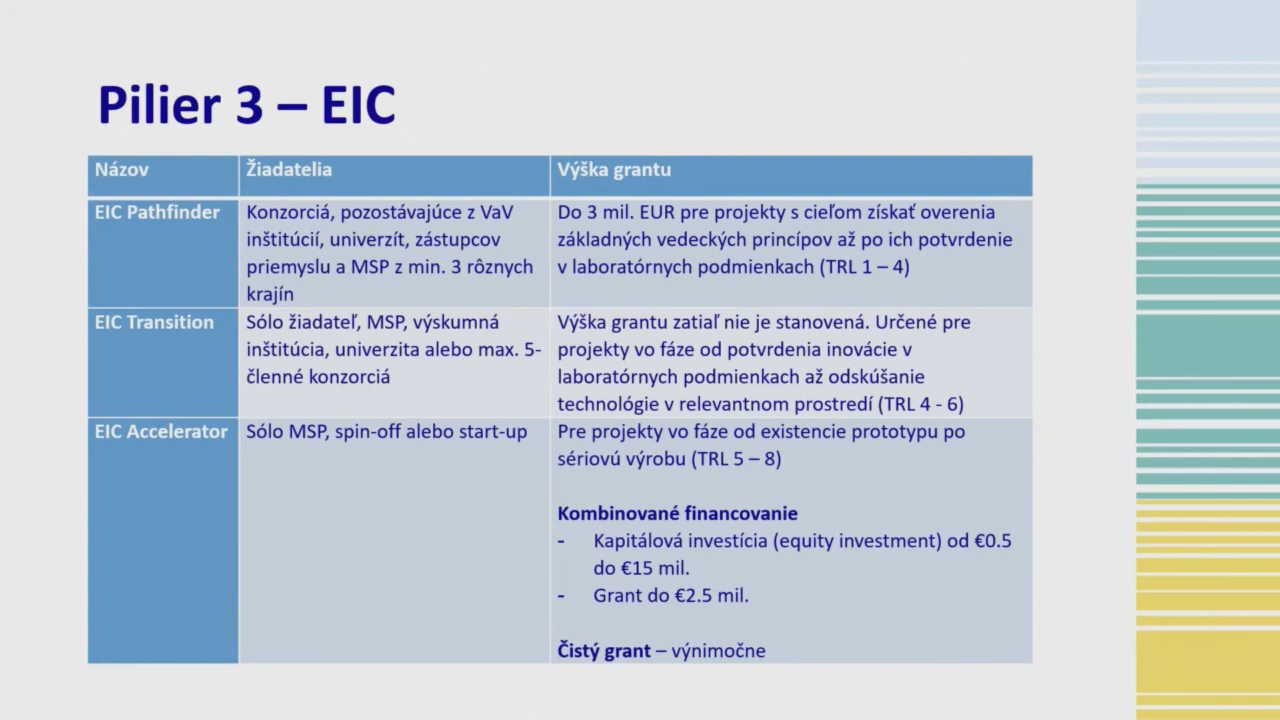 Pilier 3 – EIC
Názov
Žiadatelia
Výška grantu
EIC Pathfinder
Konzorciá, pozostávajúce z VaV
inštitúcií, univerzít, zástupcov
priemyslu a MSP z min. 3 rôznych
krajín
Do 3 mil. EUR pre projekty s cieľom získať overenia
základných vedeckých princípov až po ich potvrdenie
v laboratórnych podmienkach (TRL 1 – 4)
EIC Transition
Sólo žiadateľ, MSP, výskumná
inštitúcia, univerzita alebo max. 5-
členné konzorciá
Výška grantu zatiaľ nie je stanovená. Určené pre
projekty vo fáze od potvrdenia inovácie v
laboratórnych podmienkach až odskúšanie
technológie v relevantnom prostredí (TRL 4 - 6)
EIC Accelerator
Sólo MSP, spin-off alebo start-up
Pre projekty vo fáze od existencie prototypu po
sériovú výrobu (TRL 5 – 8)
Kombinované financovanie
- Kapitálová investícia (equity investment) od €0.5
do €15 mil.
- Grant do €2.5 mil.
Čistý grant – výnimočne